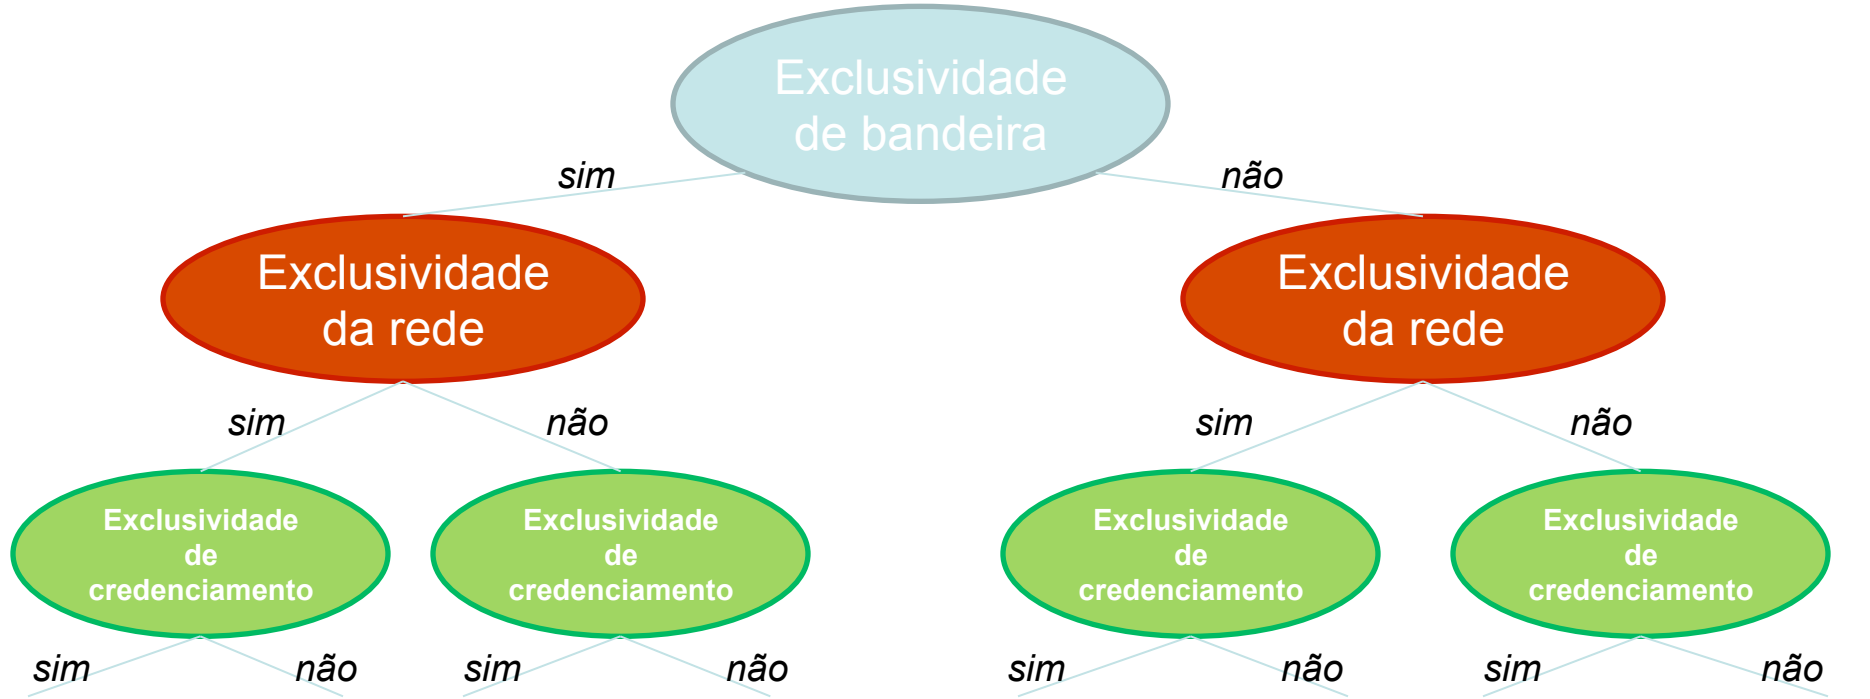 Exclusividade
de bandeira
sim
não
Exclusividade
da rede
Exclusividade
da rede
sim
não
sim
não
Exclusividade
de
credenciamento
Exclusividade
de
credenciamento
Exclusividade
de
credenciamento
Exclusividade
de
credenciamento
sim
não
sim
não
sim
não
sim
não